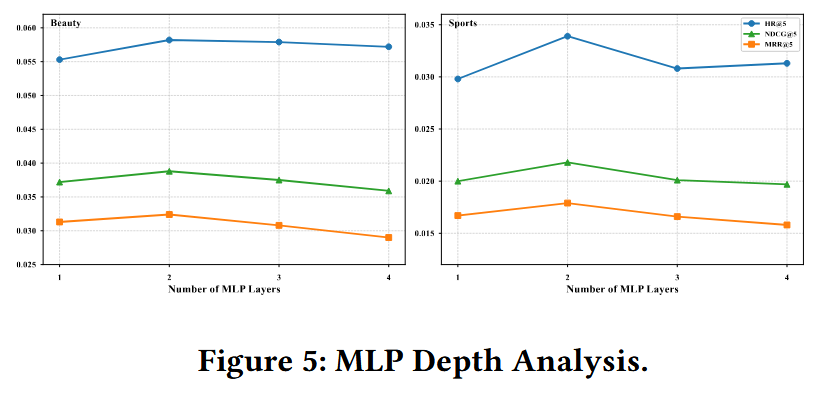 Beauty
0.060
0.055
0.050
0.045
0.040
0.035
0.030
0.025
1 2 3 4
Number of MLP Layers
Sports
HR@5
NDCG@5
MRR@5
0.035
0.030
0.025
0.020
0.015
1 2 3 4
Number of MLP Layers
Figure 5: MLP Depth Analysis.